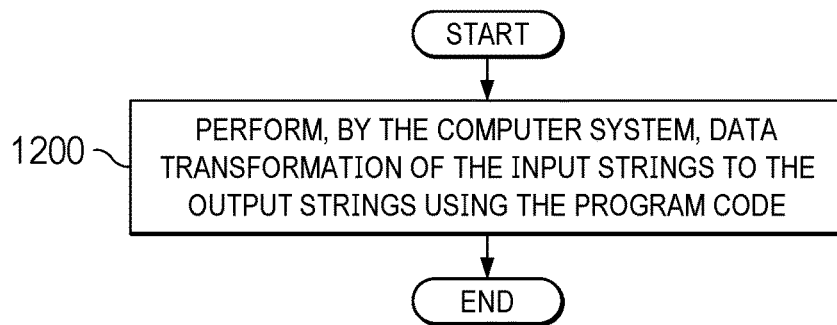 START
1200
PERFORM, BY THE COMPUTER SYSTEM, DATA
TRANSFORMATION OF THE INPUT STRINGS TO THE
OUTPUT STRINGS USING THE PROGRAM CODE
END